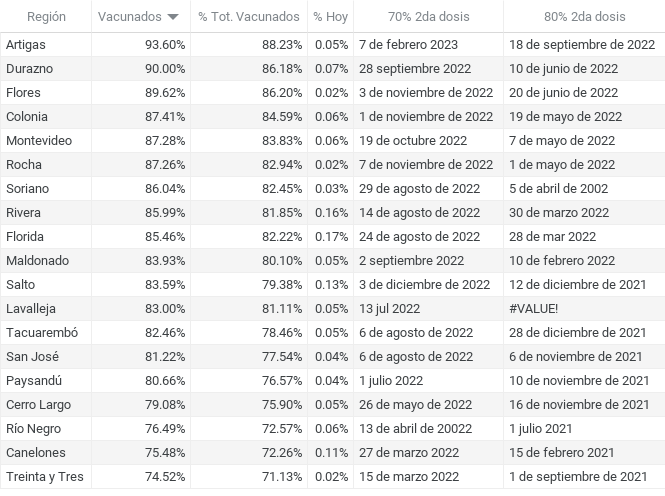 Región Vacunados % Tot. Vacunados % Hoy 70% 2da dosis 80% 2da dosis
Artigas 93.60% 88.23% 0.05% 7 de febrero 2023 18 de septiembre de 2022
Durazno 90.00% 86.18% 0.07% 28 septiembre 2022 10 de junio de 2022
Flores 89.62% 86.20% 0.02% 3 de noviembre de 2022 20 de junio de 2022
Colonia 87.41% 84.59% 0.06% 1 de noviembre de 2022 19 de mayo de 2022
Montevideo 87.28% 83.83% 0.06% 19 de octubre 2022 7 de mayo de 2022
Rocha 87.26% 82.94% 0.02% 7 de noviembre de 2022 1 de mayo de 2022
Soriano 86.04% 82.45% 0.03% 29 de agosto de 2022 5 de abril de 2002
Rivera 85.99% 81.85% 0.16% 14 de agosto de 2022 30 de marzo 2022
Florida 85.46% 82.22% 0.17% 24 de agosto de 2022 28 de mar 2022
Maldonado 83.93% 80.10% 0.05% 2 septiembre 2022 10 de febrero 2022
Salto 83.59% 79.38% 0.13% 3 de diciembre de 2022 12 de diciembre de 2021
Lavalleja 83.00% 81.11% 0.05% 13 jul 2022 #VALUE!
Tacuarembó 82.46% 78.46% 0.05% 6 de agosto de 2022 28 de diciembre de 2021
San José 81.22% 77.54% 0.04% 6 de agosto de 2022 6 de noviembre de 2021
Paysandú 80.66% 76.57% 0.04% 1 julio 2022 10 de noviembre de 2021
Cerro Largo 79.08% 75.90% 0.05% 26 de mayo de 2022 16 de noviembre de 2021
Río Negro 76.49% 72.57% 0.06% 13 de abril de 20022 1 julio 2021
Canelones 75.48% 72.26% 0.11% 27 de marzo 2022 15 de febrero 2021
Treinta y Tres 74.52% 71.13% 0.02% 15 de marzo 2022 1 de septiembre de 2021